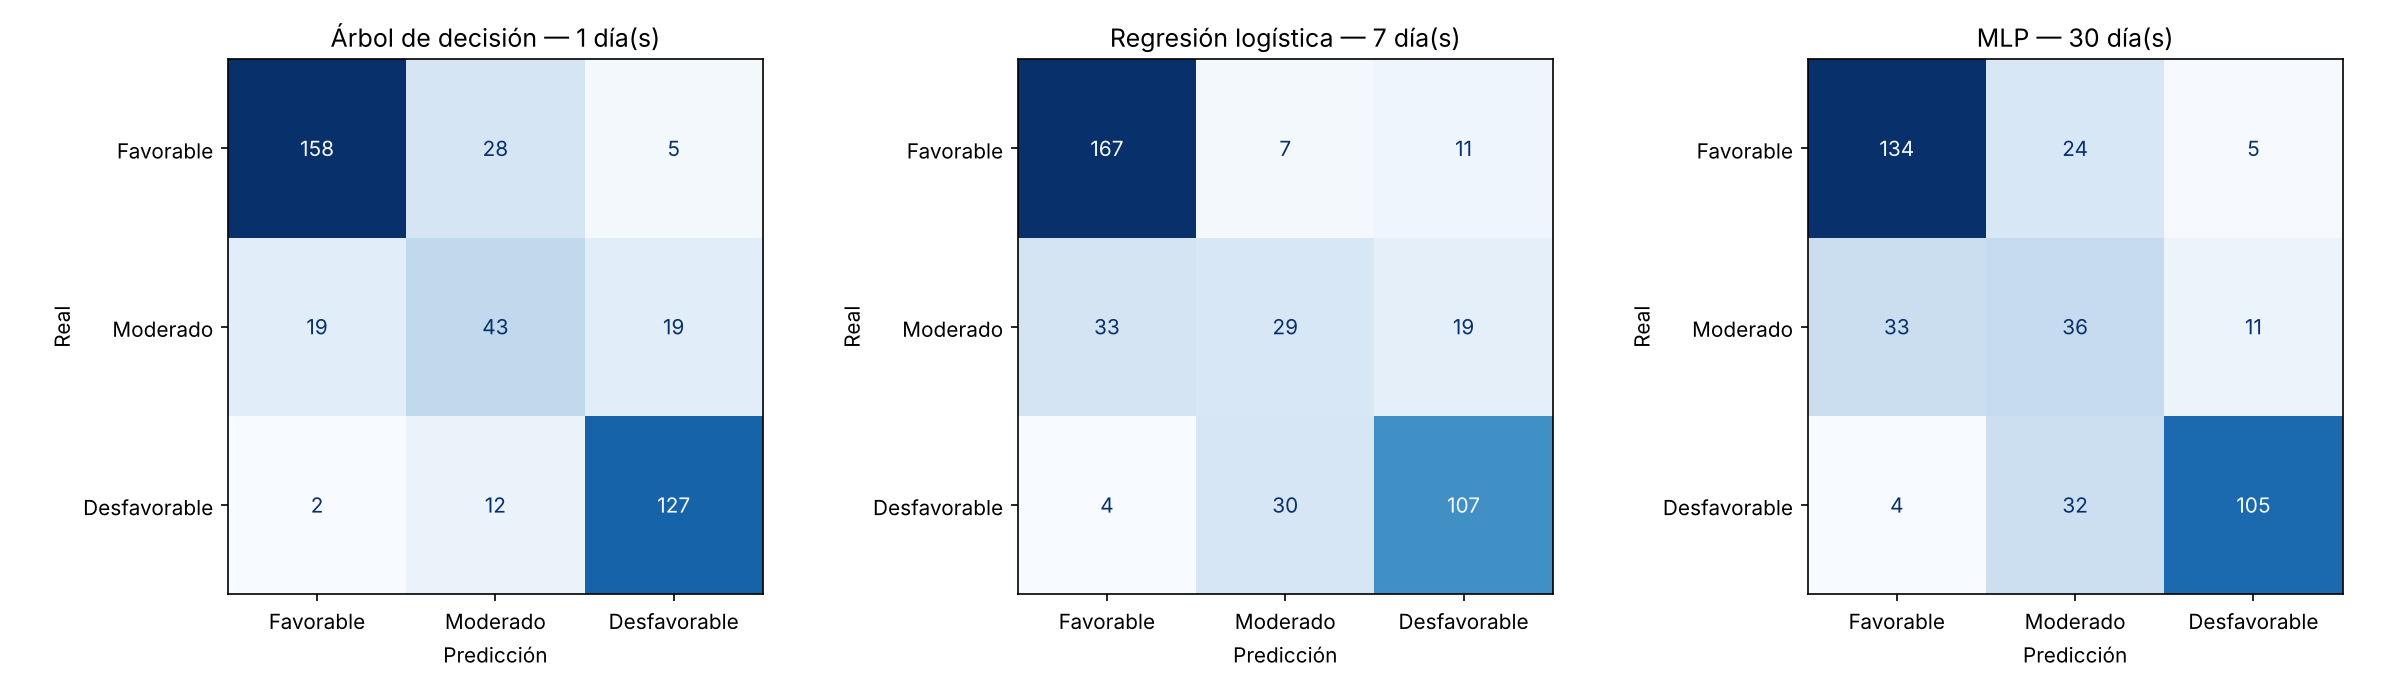 Árbol de decisión — 1 día(s)
Favorable 158 28 5
Moderado 19 43 19
Desfavorable 2 12 127
Real
Favorable Moderado Desfavorable
Predicción
Regresión logística — 7 día(s)
Favorable 167 7 11
Moderado 33 29 19
Desfavorable 4 30 107
Real
Favorable Moderado Desfavorable
Predicción
MLP — 30 día(s)
Favorable 134 24 5
Moderado 33 36 11
Desfavorable 4 32 105
Real
Favorable Moderado Desfavorable
Predicción